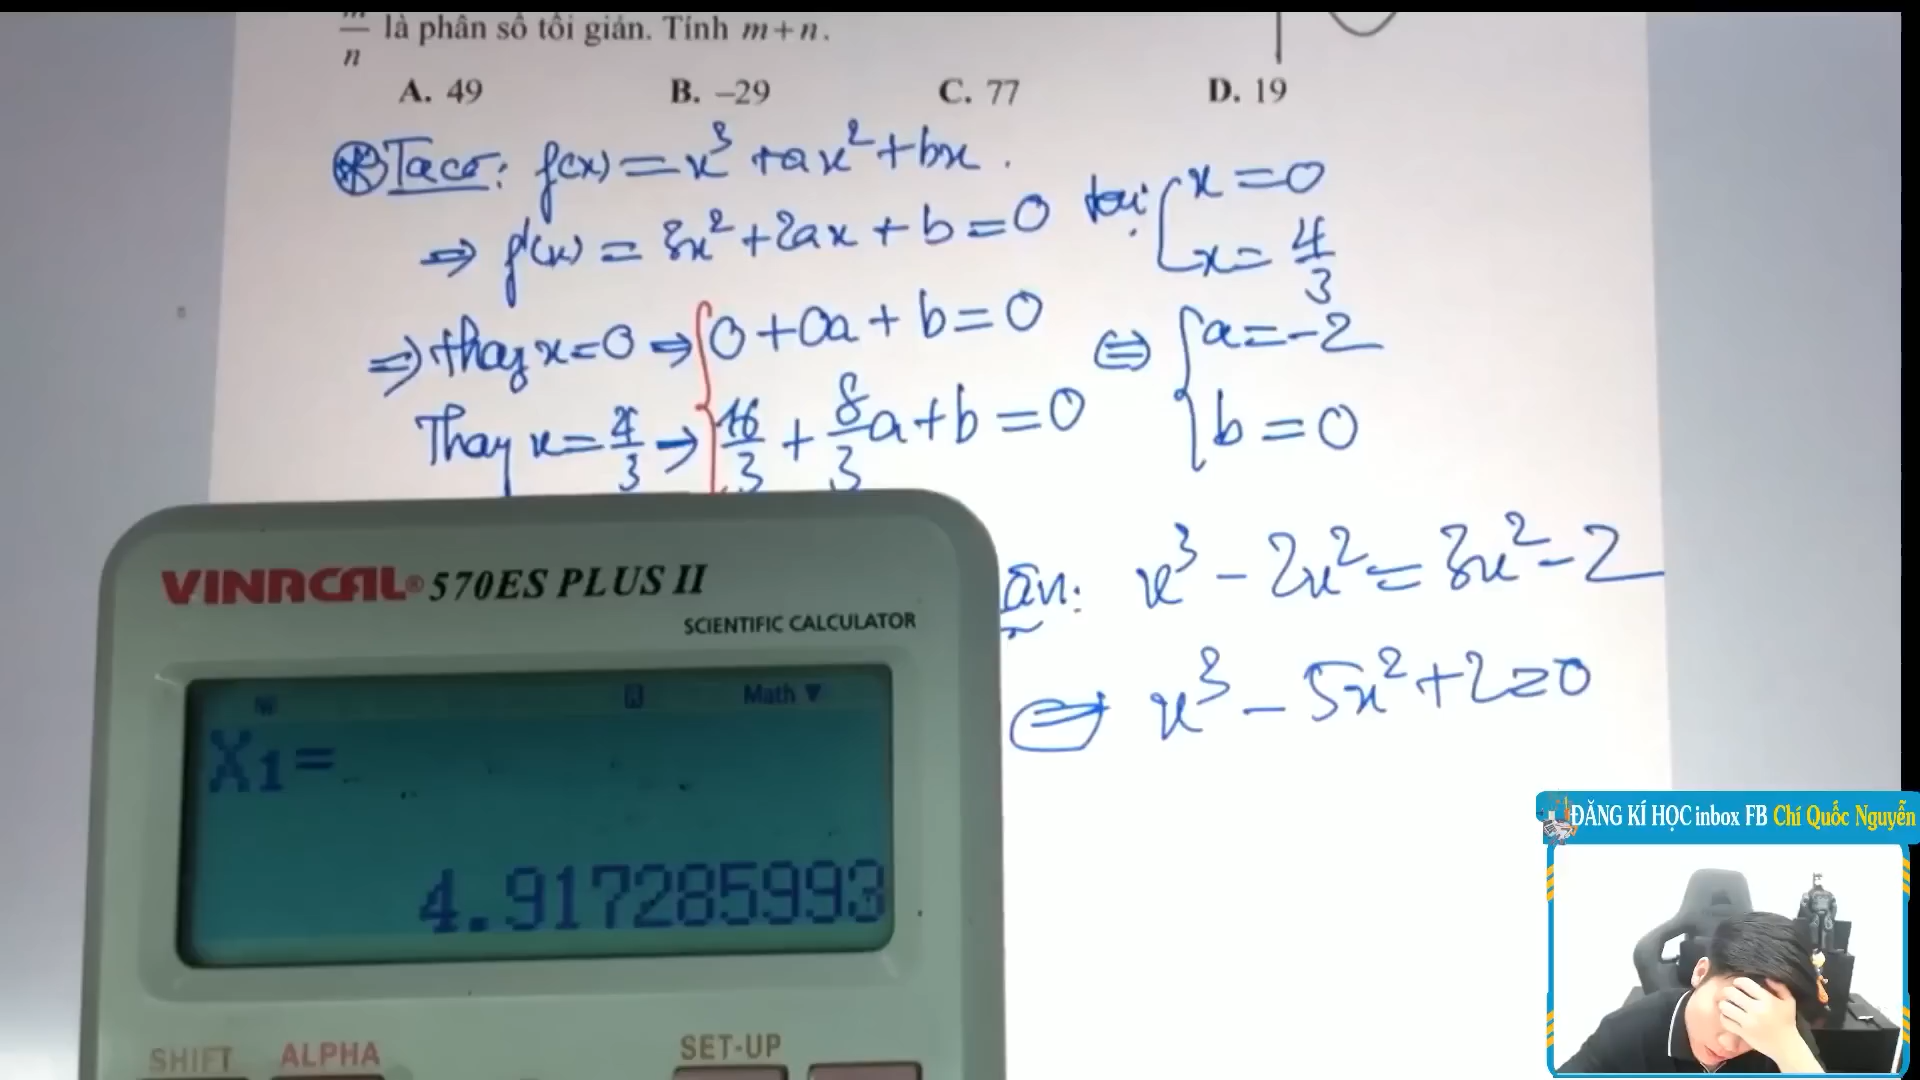 m/n là phân số tối giản. Tính m+n.
A. 49 B. –29 C. 77 D. 19
Ta có: f(x) = x³ + ax² + bx.
⇒ f'(x) = 3x² + 2ax + b = 0 tại [x = 0
x = 4/3
⇒ thay x = 0 → {0 + 0a + b = 0 ⇔ {a = -2
Thay x = 4/3 → 16/3 + 8/3a + b = 0 b = 0
ận: x³ - 2x² = 3x² - 2
⇔ x³ - 5x² + 2 = 0
VINACAL® 570ES PLUS II
SCIENTIFIC CALCULATOR
Math ▼
X1=
4.917285993
SHIFT ALPHA SET-UP
ĐĂNG KÍ HỌC inbox FB Chí Quốc Nguyễn